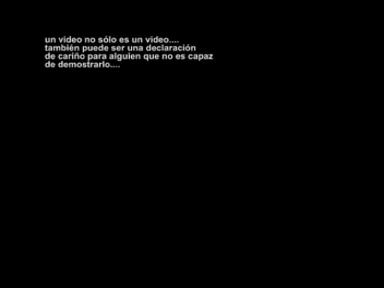 un video no sólo es un video....
también puede ser una declaración
de cariño para alguien que no es capaz
de demostrarlo....